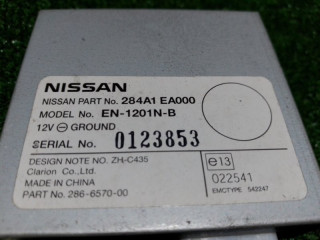 NISSAN
NISSAN PART No. 284A1 EA000
MODEL No. EN-1201N-B
12V ⊖ GROUND
SERIAL No. 0123853
DESIGN NOTE NO. ZH-C435
Clarion Co.,Ltd.
MADE IN CHINA
PART No. 286-6570-00
e13
022541
EMCTYPE 542247